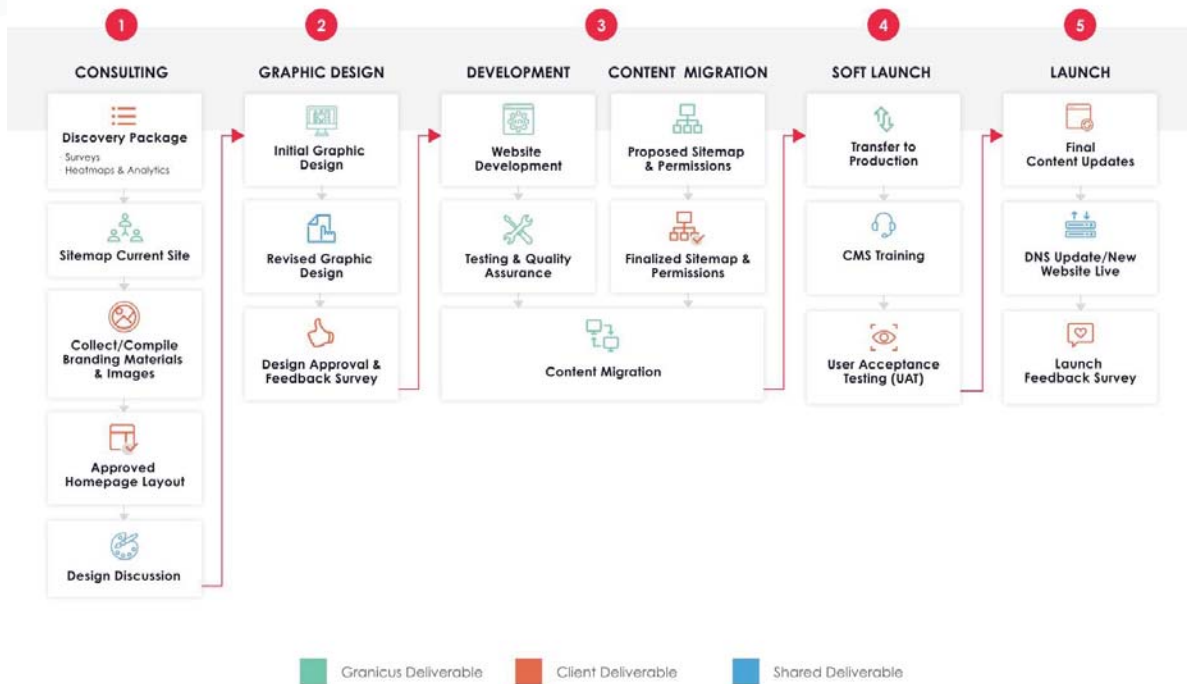 1
CONSULTING
Discovery Package
· Surveys
· Heatmaps & Analytics
Sitemap Current Site
Collect/Compile
Branding Materials
& Images
Approved
Homepage Layout
Design Discussion
2
GRAPHIC DESIGN
Initial Graphic
Design
Revised Graphic
Design
Design Approval &
Feedback Survey
3
DEVELOPMENT
CONTENT MIGRATION
Website
Development
Proposed Sitemap
& Permissions
Testing & Quality
Assurance
Finalized Sitemap &
Permissions
Content Migration
4
SOFT LAUNCH
Transfer to
Production
CMS Training
User Acceptance
Testing (UAT)
5
LAUNCH
Final
Content Updates
DNS Update/New
Website Live
Launch
Feedback Survey
Granicus Deliverable
Client Deliverable
Shared Deliverable